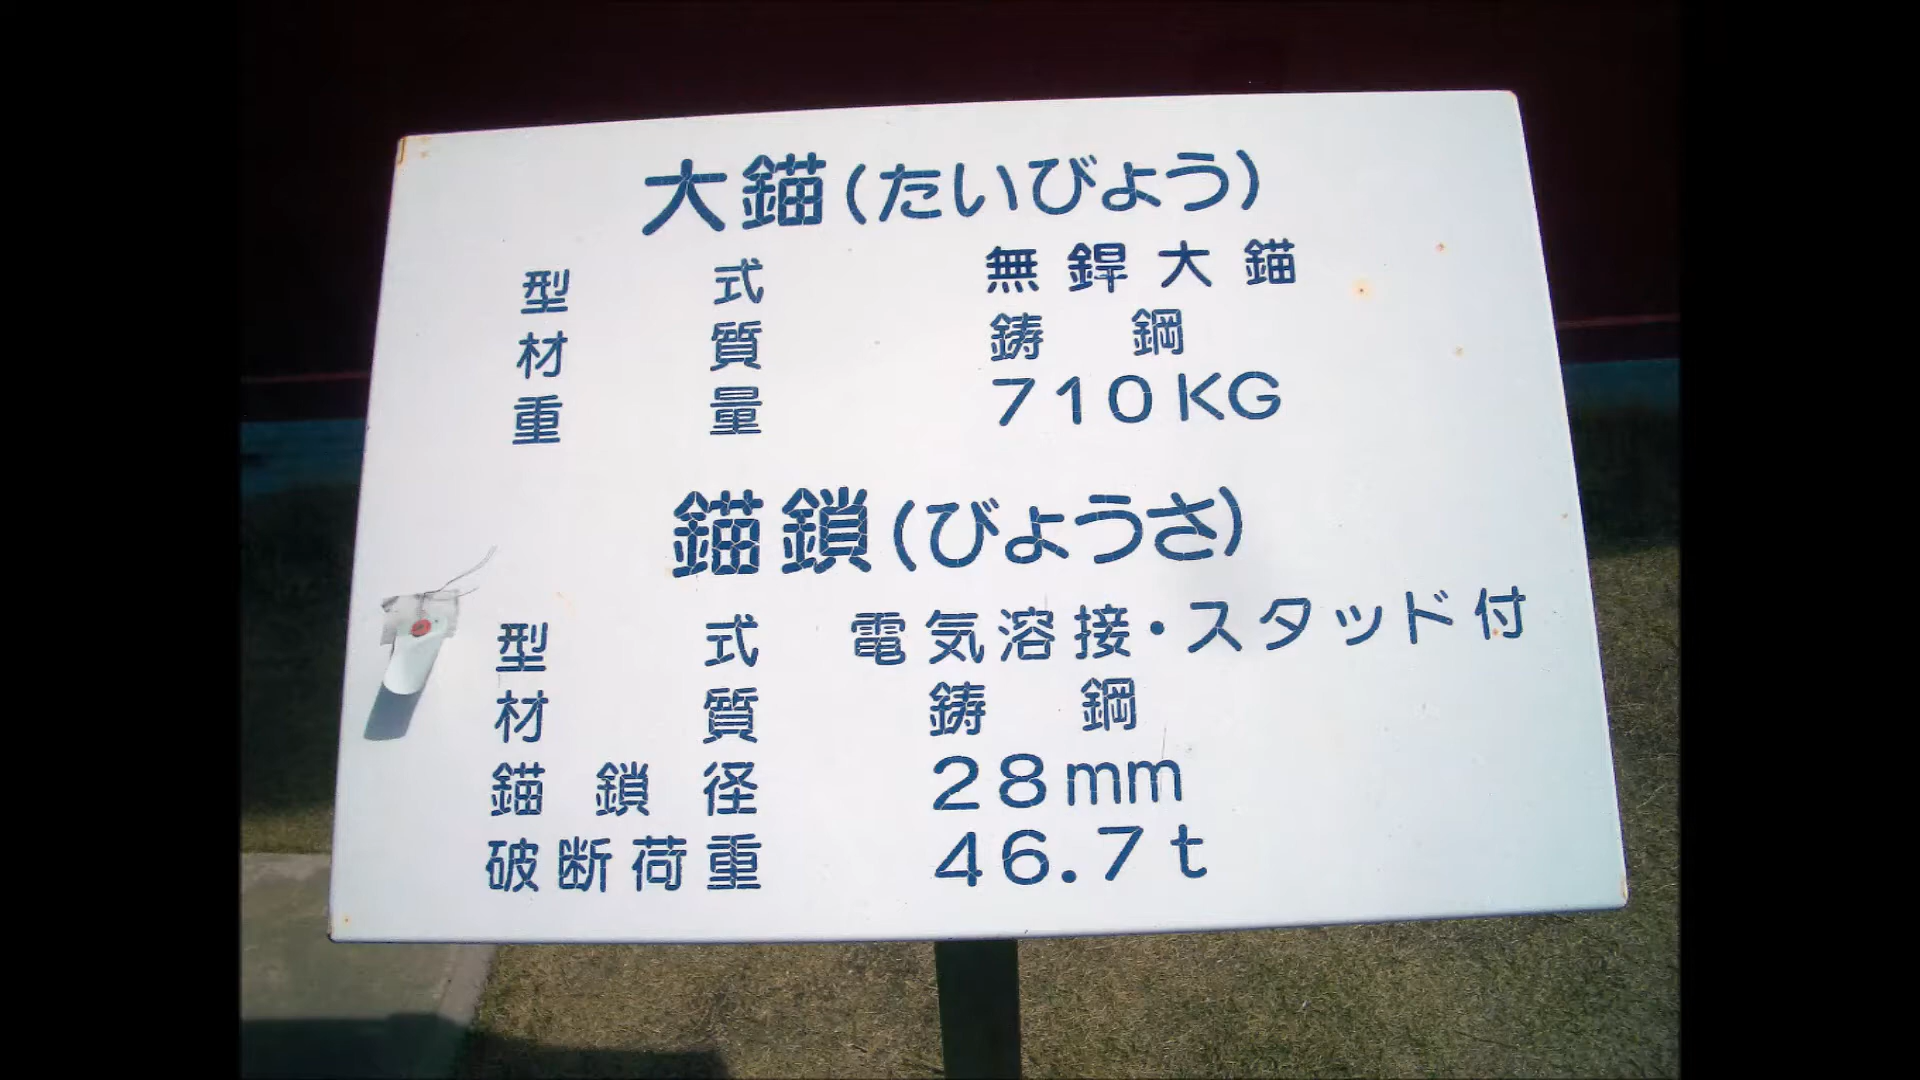 大錨(たいびょう)
型式 無銲大錨
材質 鋳鋼
重量 710KG
錨鎖(びょうさ)
型式 電気溶接・スタッド付
材質 鋳鋼
錨鎖径 28mm
破断荷重 46.7t